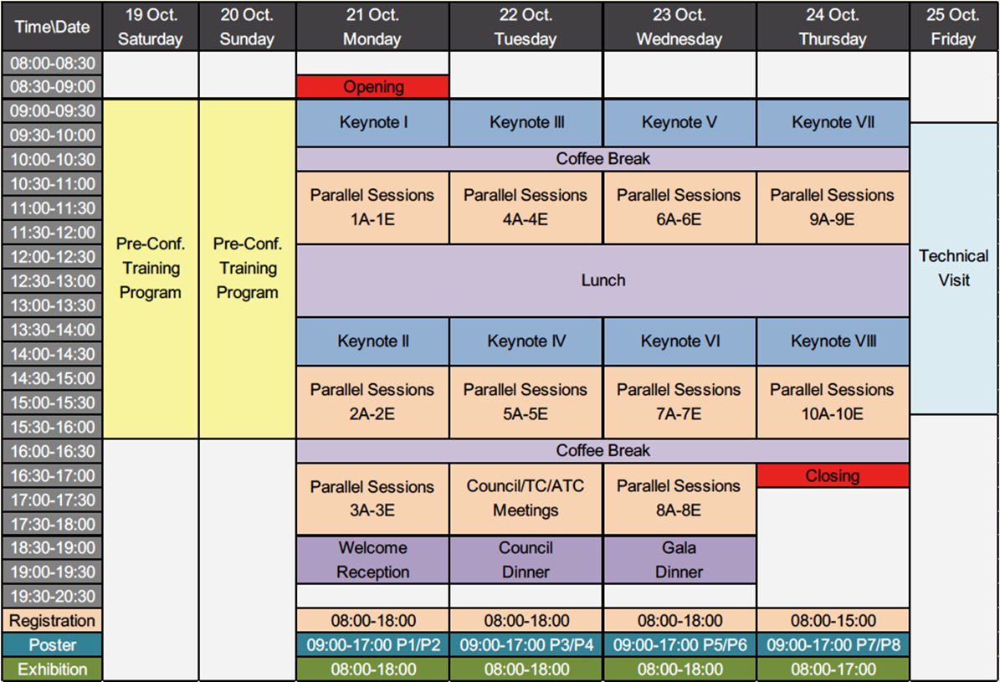 Time\Date
19 Oct.
Saturday
20 Oct.
Sunday
21 Oct.
Monday
22 Oct.
Tuesday
23 Oct.
Wednesday
24 Oct.
Thursday
25 Oct.
Friday
08:00-08:30
08:30-09:00
Opening
09:00-09:30
09:30-10:00
Keynote I
Keynote III
Keynote V
Keynote VII
10:00-10:30
Coffee Break
10:30-11:00
11:00-11:30
11:30-12:00
Parallel Sessions
1A-1E
Parallel Sessions
4A-4E
Parallel Sessions
6A-6E
Parallel Sessions
9A-9E
Pre-Conf.
Training
Program
Pre-Conf.
Training
Program
12:00-12:30
12:30-13:00
13:00-13:30
Lunch
Technical
Visit
13:30-14:00
14:00-14:30
Keynote II
Keynote IV
Keynote VI
Keynote VIII
14:30-15:00
15:00-15:30
15:30-16:00
Parallel Sessions
2A-2E
Parallel Sessions
5A-5E
Parallel Sessions
7A-7E
Parallel Sessions
10A-10E
16:00-16:30
Coffee Break
16:30-17:00
17:00-17:30
17:30-18:00
Parallel Sessions
3A-3E
Council/TC/ATC
Meetings
Parallel Sessions
8A-8E
Closing
18:30-19:00
19:00-19:30
Welcome
Reception
Council
Dinner
Gala
Dinner
19:30-20:30
Registration
08:00-18:00
08:00-18:00
08:00-18:00
08:00-15:00
Poster
09:00-17:00 P1/P2
09:00-17:00 P3/P4
09:00-17:00 P5/P6
09:00-17:00 P7/P8
Exhibition
08:00-18:00
08:00-18:00
08:00-18:00
08:00-17:00